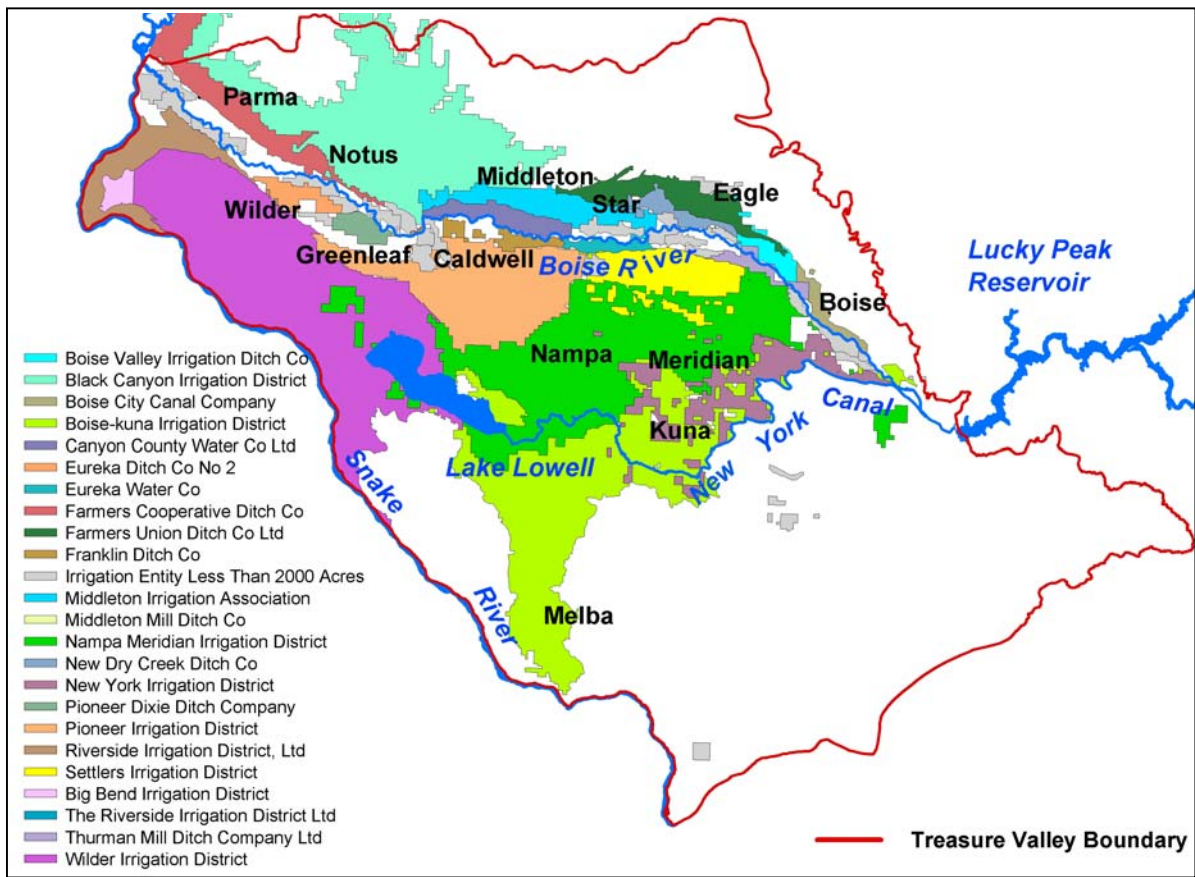 Parma
Notus
Middleton
Eagle
Star
Wilder
Greenleaf
Caldwell
Boise River
Lucky Peak
Reservoir
Boise
Nampa
Meridian
Canal
Kuna
York
New
Lake Lowell
Snake
River
Melba
Boise Valley Irrigation Ditch Co
Black Canyon Irrigation District
Boise City Canal Company
Boise-kuna Irrigation District
Canyon County Water Co Ltd
Eureka Ditch Co No 2
Eureka Water Co
Farmers Cooperative Ditch Co
Farmers Union Ditch Co Ltd
Franklin Ditch Co
Irrigation Entity Less Than 2000 Acres
Middleton Irrigation Association
Middleton Mill Ditch Co
Nampa Meridian Irrigation District
New Dry Creek Ditch Co
New York Irrigation District
Pioneer Dixie Ditch Company
Pioneer Irrigation District
Riverside Irrigation District, Ltd
Settlers Irrigation District
Big Bend Irrigation District
The Riverside Irrigation District Ltd
Thurman Mill Ditch Company Ltd
Wilder Irrigation District
Treasure Valley Boundary